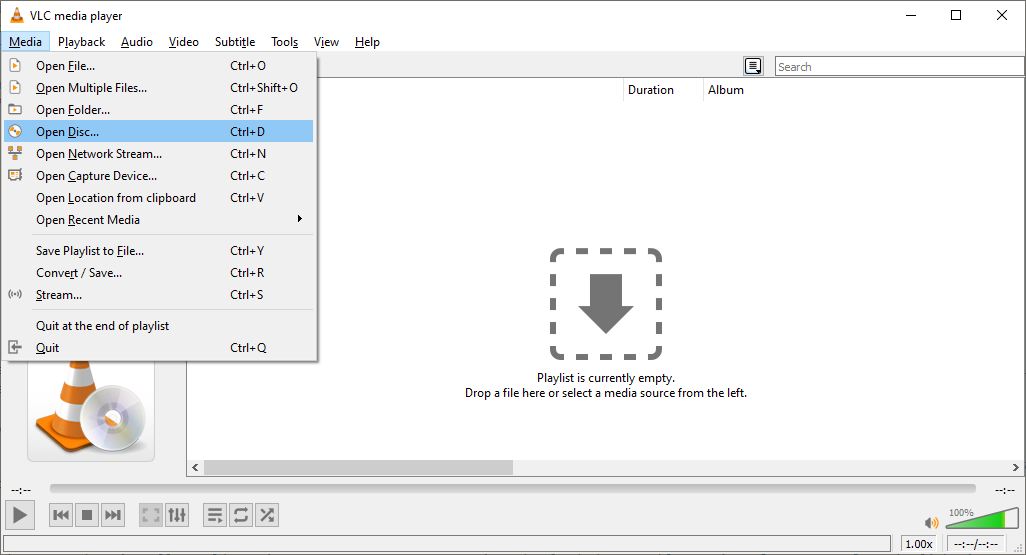 VLC media player
Media Playback Audio Video Subtitle Tools View Help
Open File... Ctrl+O
Open Multiple Files... Ctrl+Shift+O
Open Folder... Ctrl+F
Open Disc... Ctrl+D
Open Network Stream... Ctrl+N
Open Capture Device... Ctrl+C
Open Location from clipboard Ctrl+V
Open Recent Media
Save Playlist to File... Ctrl+Y
Convert / Save... Ctrl+R
Stream... Ctrl+S
Quit at the end of playlist
Quit Ctrl+Q
Search
Duration Album
Playlist is currently empty.
Drop a file here or select a media source from the left.
--:-- --:--
100%
1.00x --:--/--:--